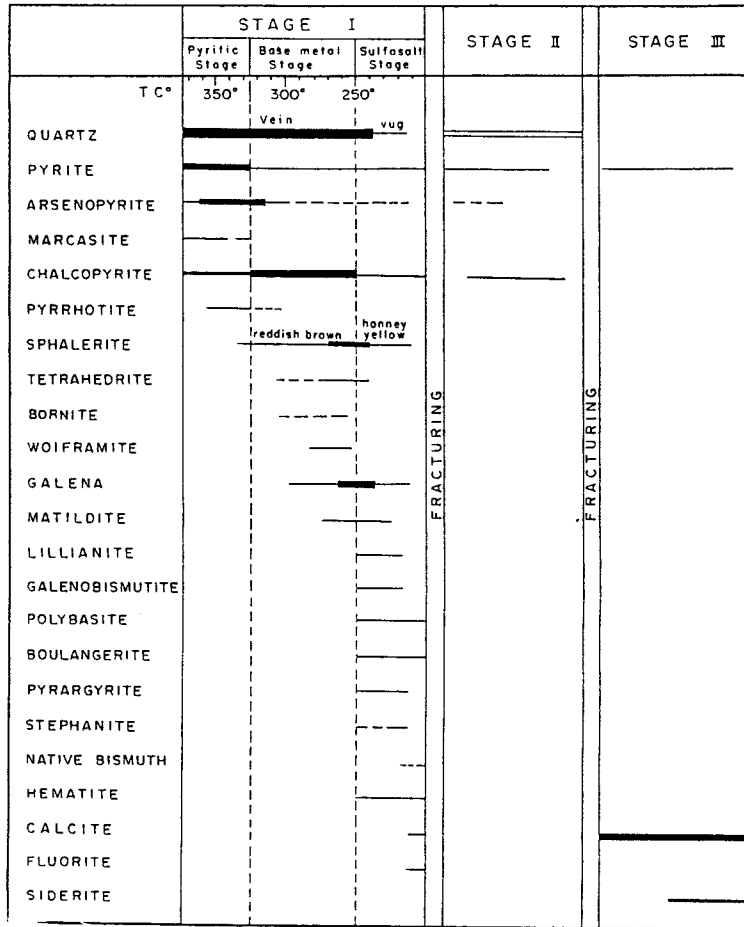 STAGE I
STAGE II
STAGE III
Pyrific Stage
Base metal Stage
Sulfasalt Stage
T C° 350° 300° 250°
QUARTZ Vein vug
PYRITE
ARSENOPYRITE
MARCASITE
CHALCOPYRITE
PYRRHOTITE
SPHALERITE reddish brown honney yellow
TETRAHEDRITE
BORNITE
WOIFRAMITE
GALENA
MATILDITE
LILLIANITE
GALENOBISMUTITE
POLYBASITE
BOULANGERITE
PYRARGYRITE
STEPHANITE
NATIVE BISMUTH
HEMATITE
CALCITE
FLUORITE
SIDERITE
FRACTURING
FRACTURING